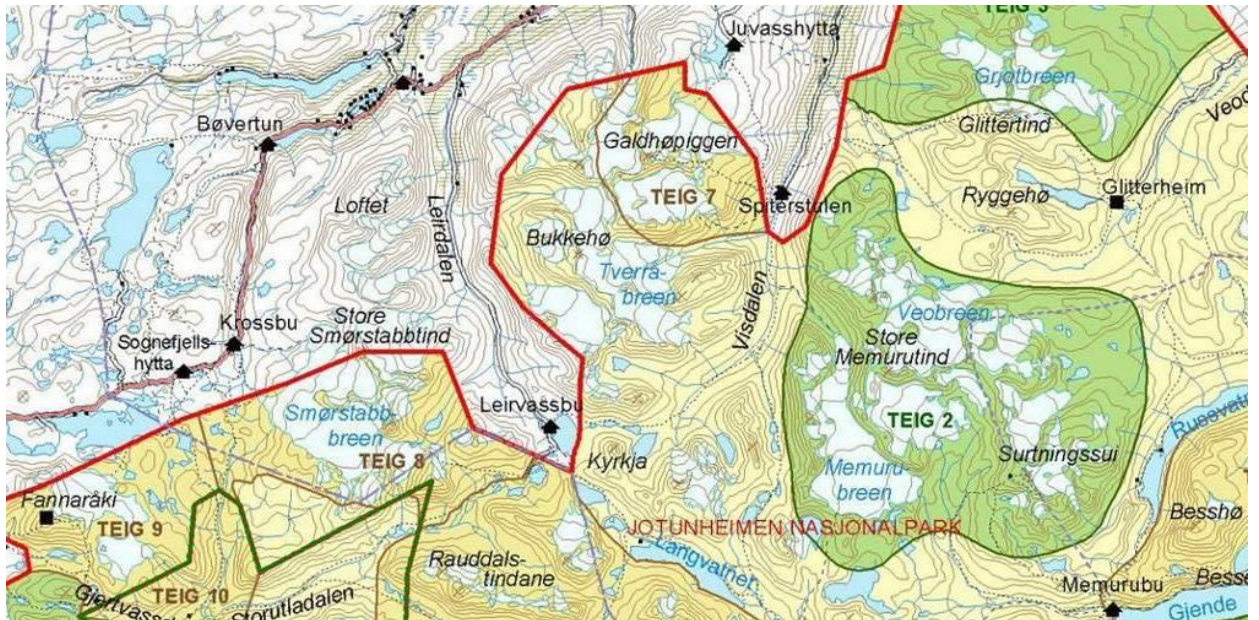 TEIG 3
Juvasshytta
Grjotbreen
Bøvertun
Galdhøpiggen
Glittertind
Loftet
Leirdalen
TEIG 7
Spiterstulen
Ryggehø
Glitterheim
Bukkehø
Tverrå-
breen
Visdalen
Store
Smørstabbtind
Krossbu
Sognefjells-
hytta
Veobreen
Store
Memurutind
Smørstabb-
breen
Leirvassbu
TEIG 8
Kyrkja
TEIG 2
Memuru-
breen
Surtningssui
Fannaråki
TEIG 9
JOTUNHEIMEN NASJONALPARK
Besshø
Rauddals-
tindane
Langvatnet
Memurubu
TEIG 10
Storutladalen
Gjende